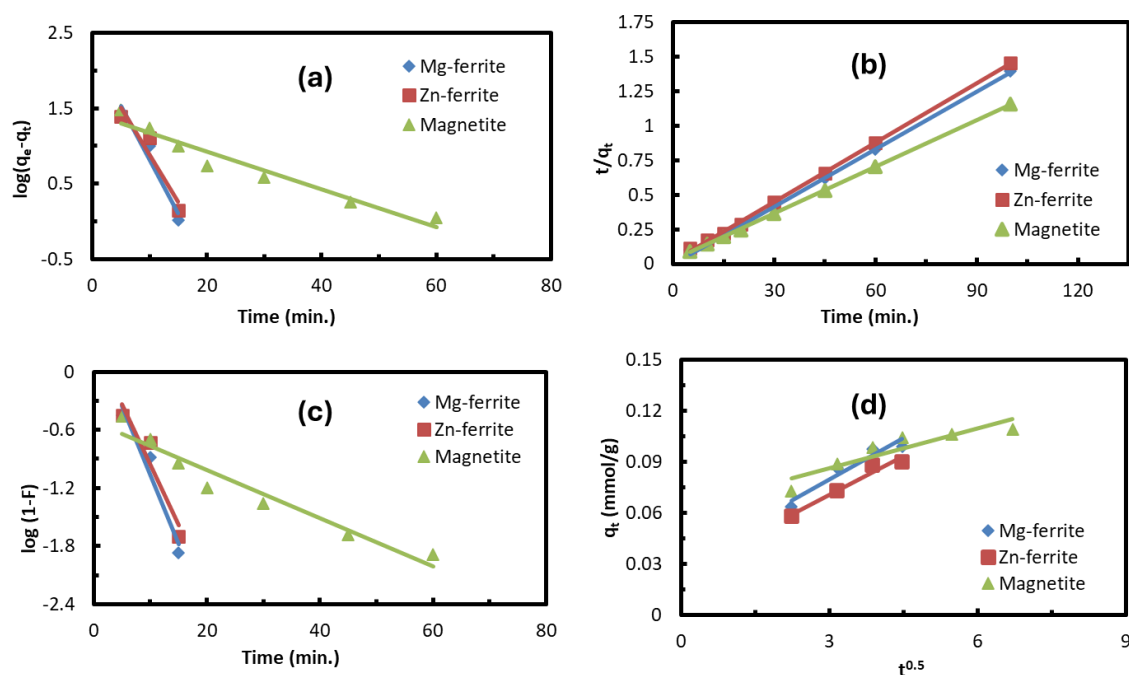 (a)
Mg-ferrite
Zn-ferrite
Magnetite
log(qₑ-qₜ)
2.5
1.5
0.5
-0.5
0 20 40 60 80
Time (min.)
(b)
Mg-ferrite
Zn-ferrite
Magnetite
t/qₜ
1.75
1.5
1.25
1
0.75
0.5
0.25
0
0 30 60 90 120
Time (min.)
(c)
Mg-ferrite
Zn-ferrite
Magnetite
log (1-F)
0
-0.6
-1.2
-1.8
-2.4
0 20 40 60 80
Time (min.)
(d)
Mg-ferrite
Zn-ferrite
Magnetite
qₜ (mmol/g)
0.15
0.12
0.09
0.06
0.03
0
0 3 6 9
t⁰·⁵